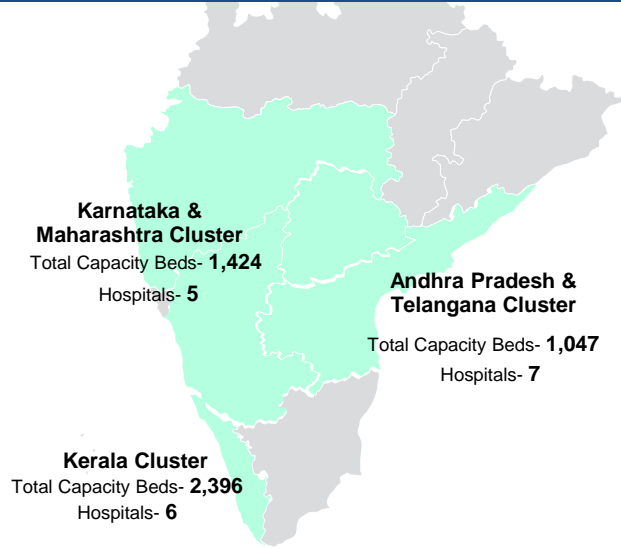 Karnataka &
Maharashtra Cluster
Total Capacity Beds- 1,424
Hospitals- 5
Andhra Pradesh &
Telangana Cluster
Total Capacity Beds- 1,047
Hospitals- 7
Kerala Cluster
Total Capacity Beds- 2,396
Hospitals- 6